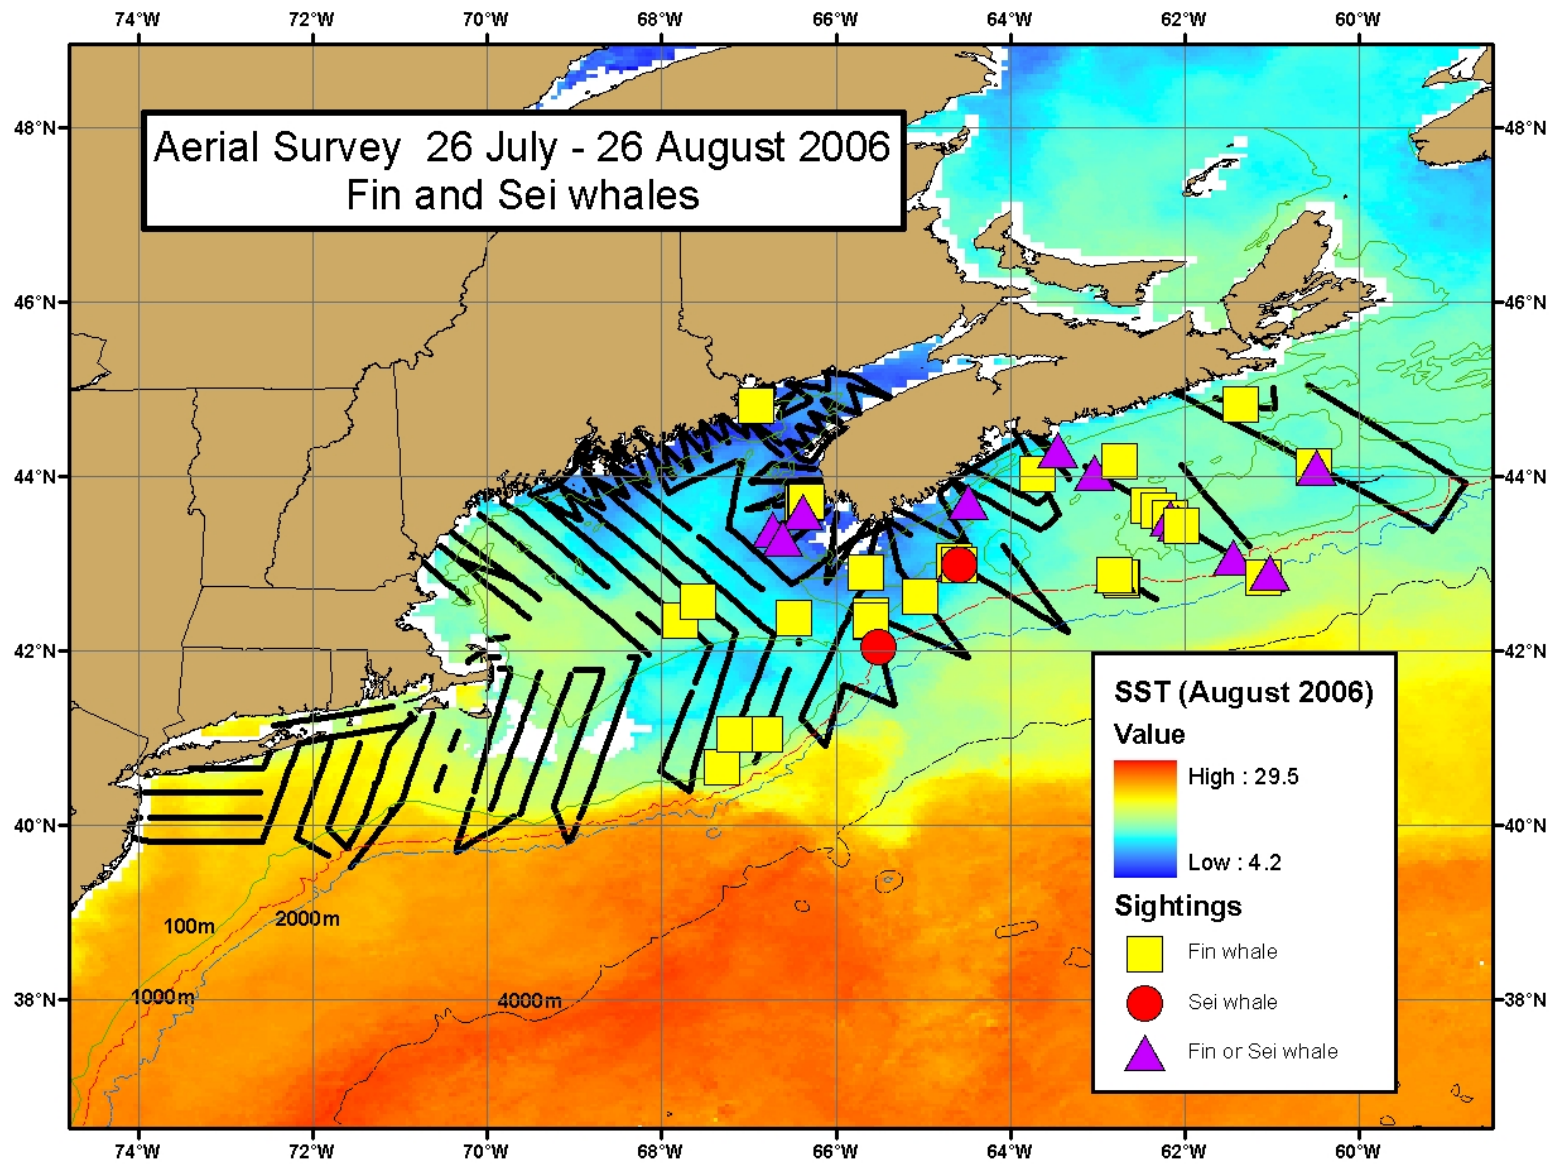 74°W 72°W 70°W 68°W 66°W 64°W 62°W 60°W
48°N 48°N
Aerial Survey 26 July - 26 August 2006
Fin and Sei whales
46°N 46°N
44°N 44°N
42°N 42°N
SST (August 2006)
Value
High : 29.5
Low : 4.2
40°N 40°N
Sightings
Fin whale
Sei whale
Fin or Sei whale
100m
2000m
1000m
4000m
38°N 38°N
74°W 72°W 70°W 68°W 66°W 64°W 62°W 60°W